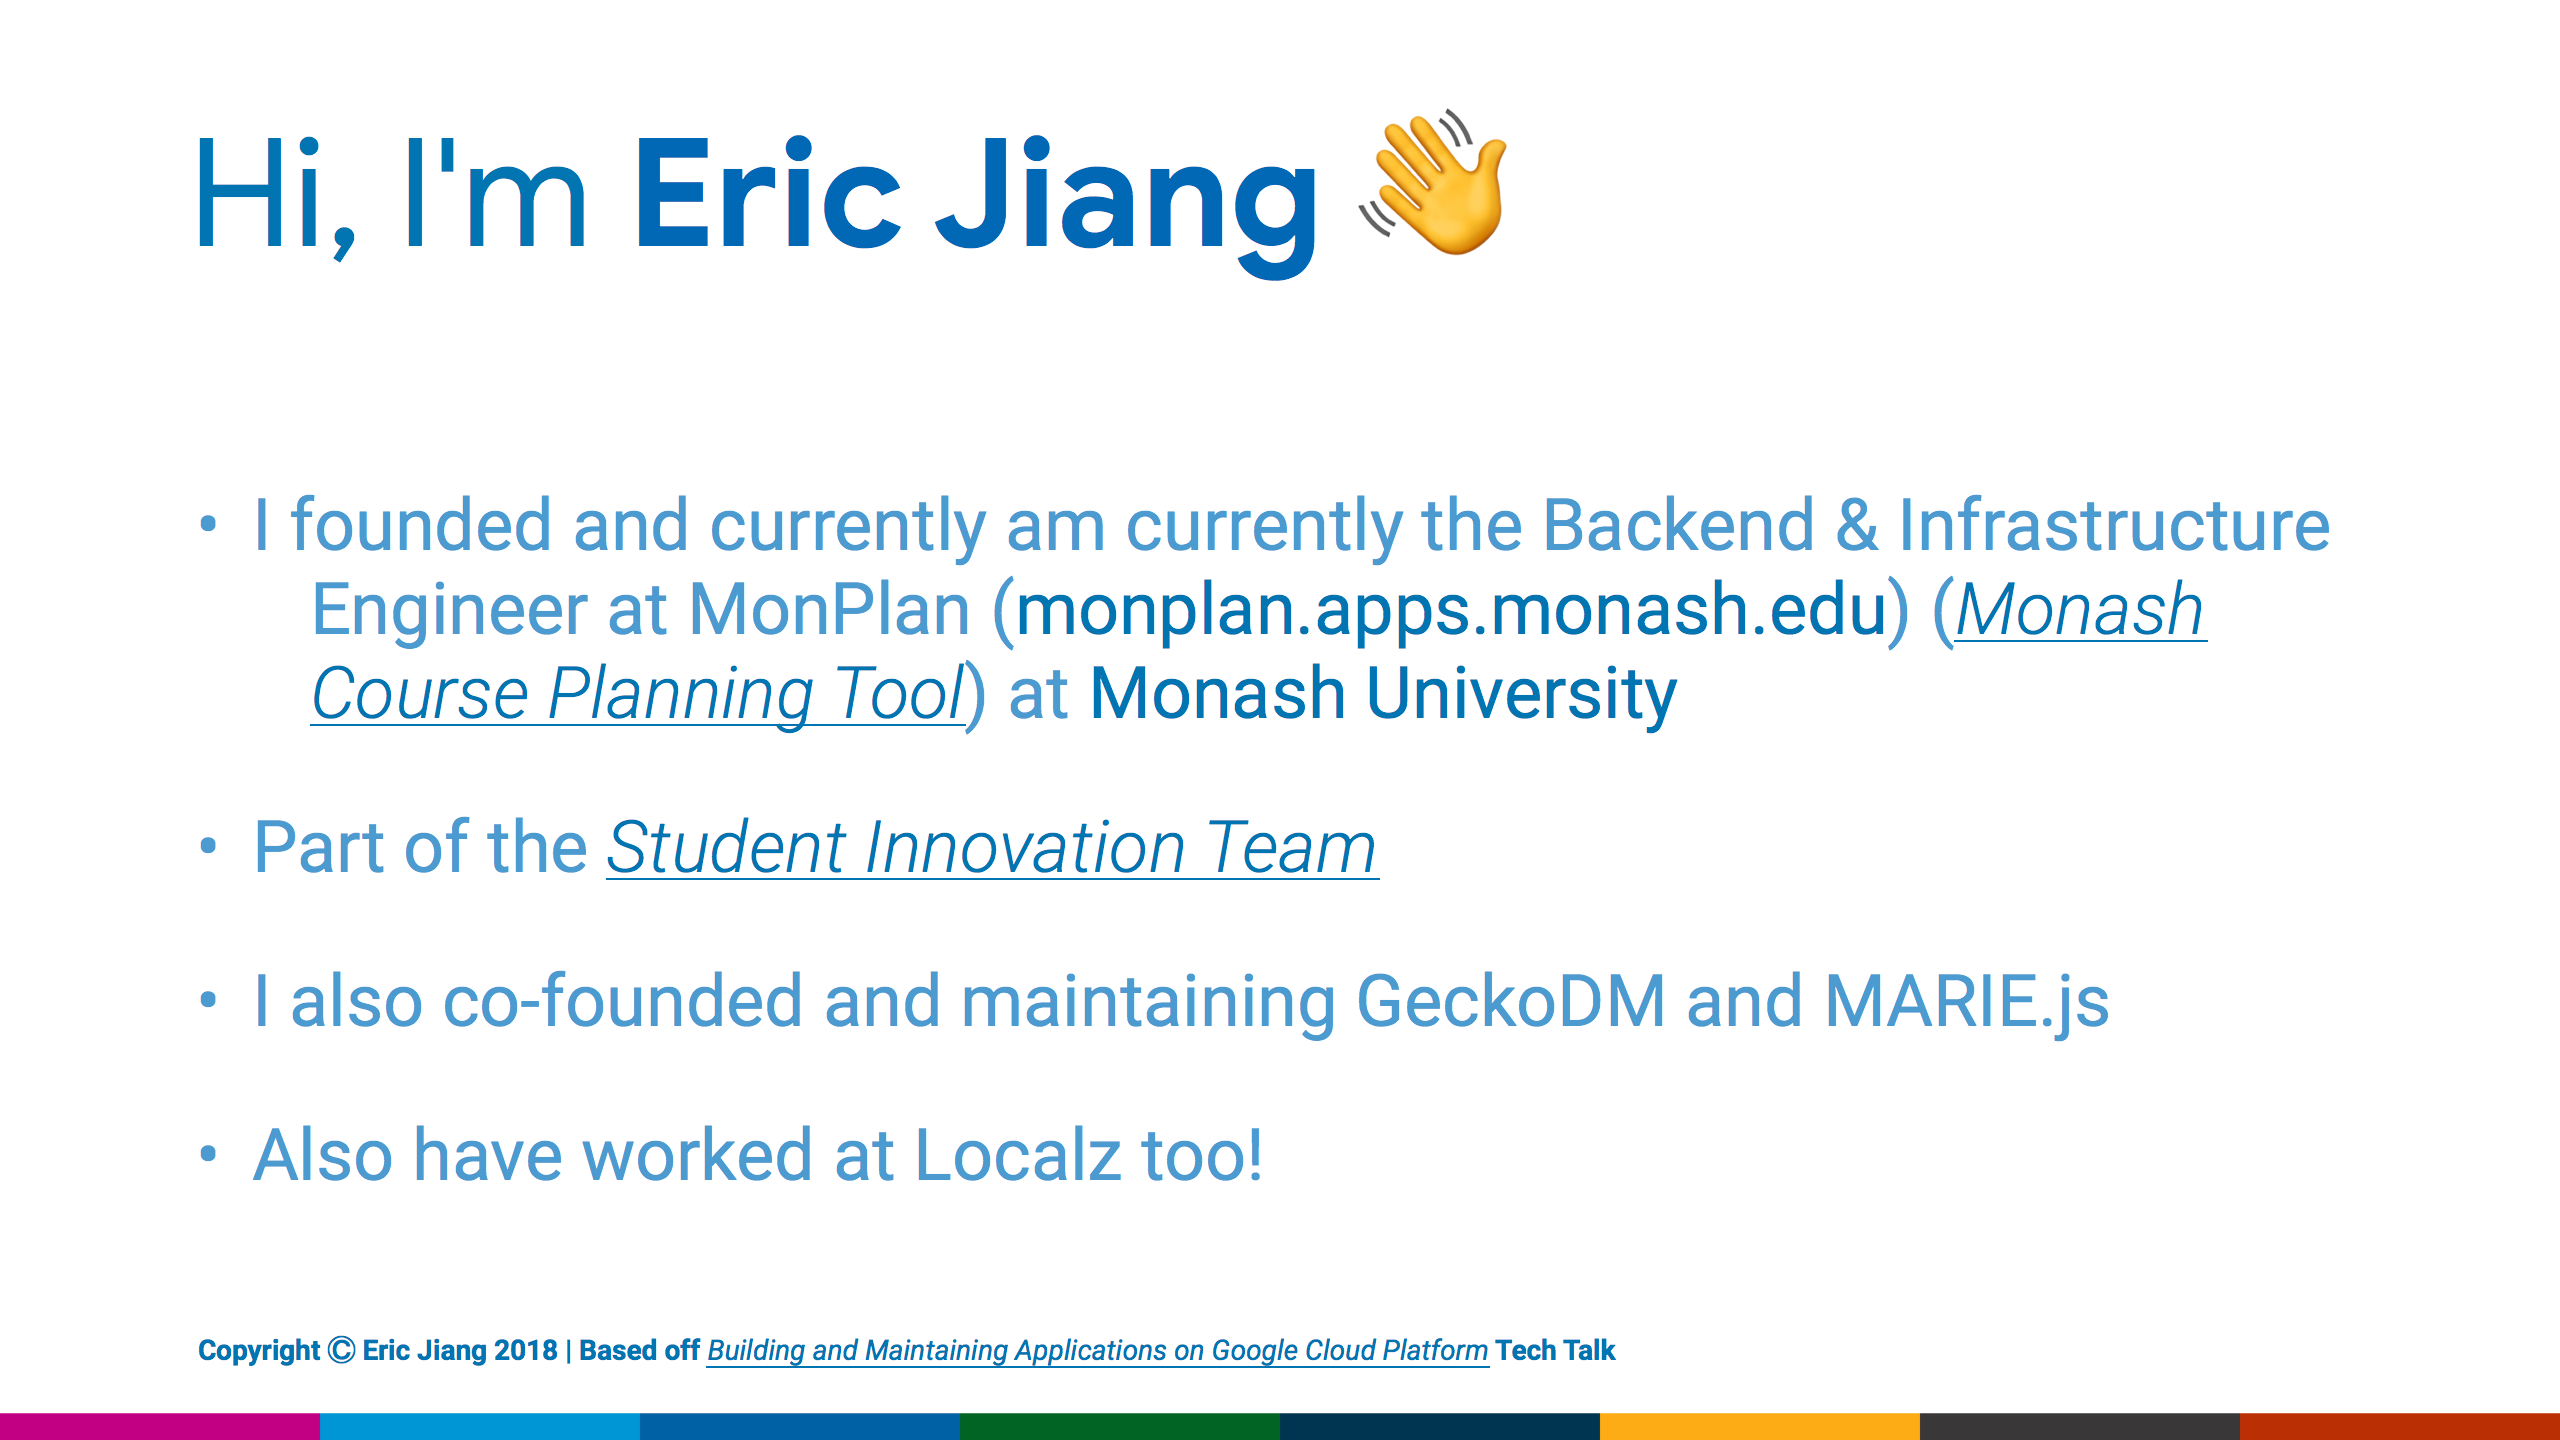 Hi, I'm Eric Jiang 👋
• I founded and currently am currently the Backend & Infrastructure
Engineer at MonPlan (monplan.apps.monash.edu) (Monash
Course Planning Tool) at Monash University
• Part of the Student Innovation Team
• I also co-founded and maintaining GeckoDM and MARIE.js
• Also have worked at Localz too!
Copyright © Eric Jiang 2018 | Based off Building and Maintaining Applications on Google Cloud Platform Tech Talk